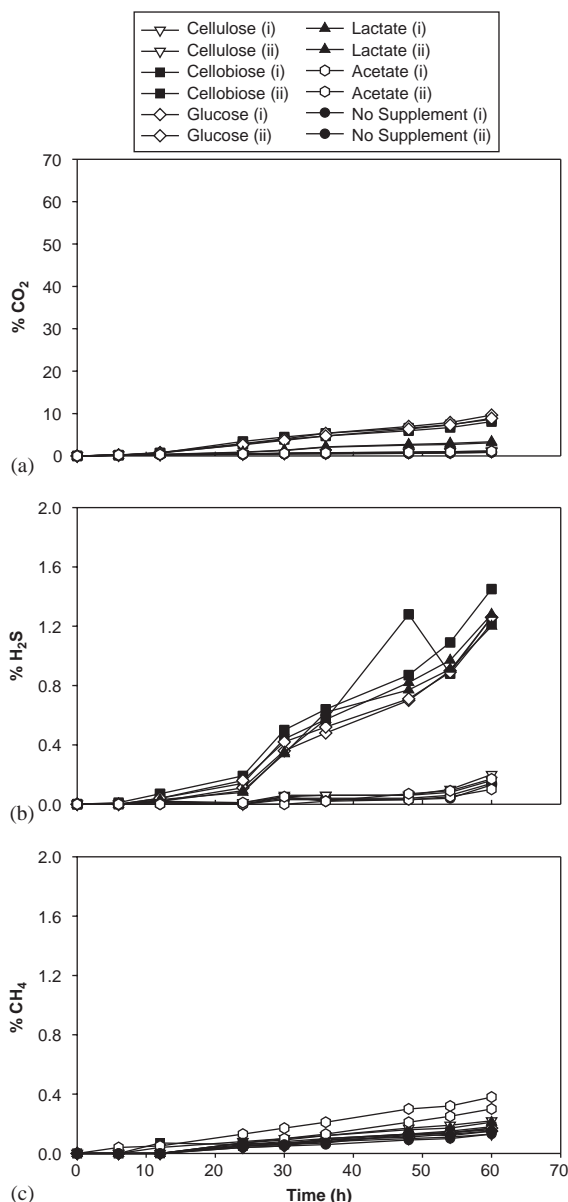 Cellulose (i) Lactate (i)
Cellulose (ii) Lactate (ii)
Cellobiose (i) Acetate (i)
Cellobiose (ii) Acetate (ii)
Glucose (i) No Supplement (i)
Glucose (ii) No Supplement (ii)
70
60
50
40
30
20
10
0
% CO2
(a)
2.0
1.6
1.2
0.8
0.4
0.0
% H2S
(b)
2.0
1.6
1.2
0.8
0.4
0.0
% CH4
0 10 20 30 40 50 60 70
(c)
Time (h)